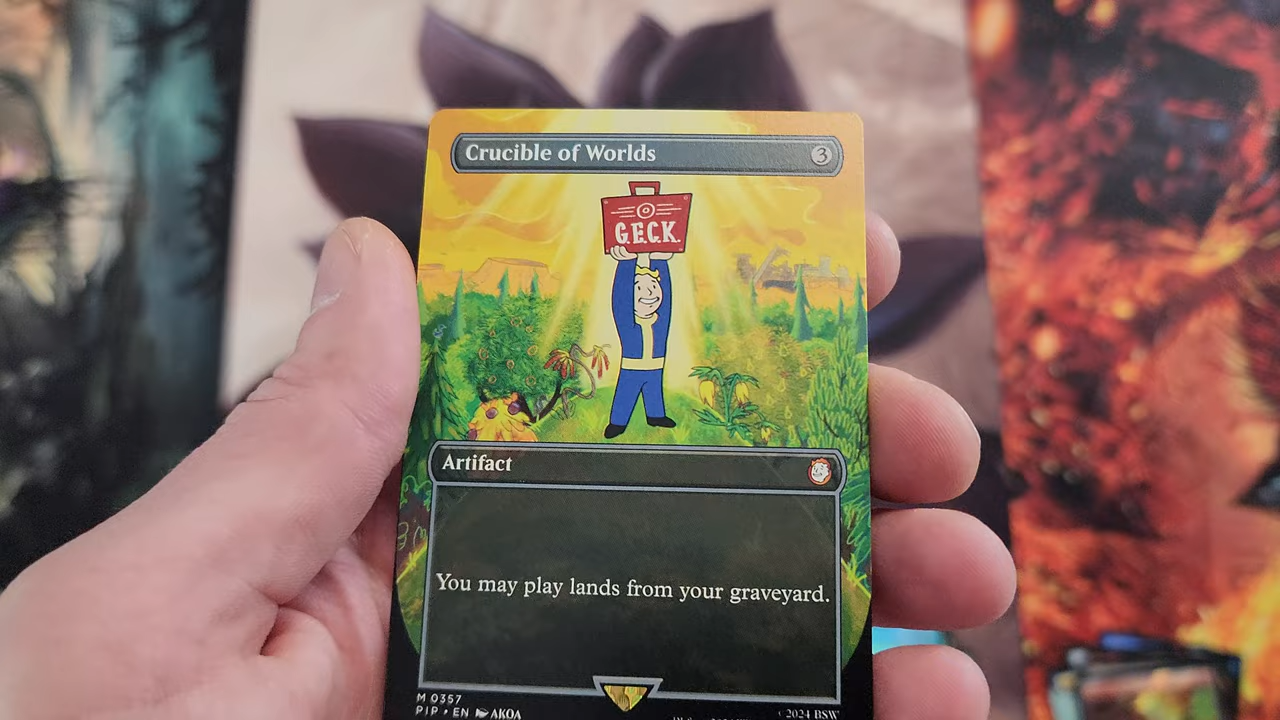 Crucible of Worlds 3
G.E.C.K.
Artifact
You may play lands from your graveyard.
M 0357
PIP • EN AKOA
2024 BSW